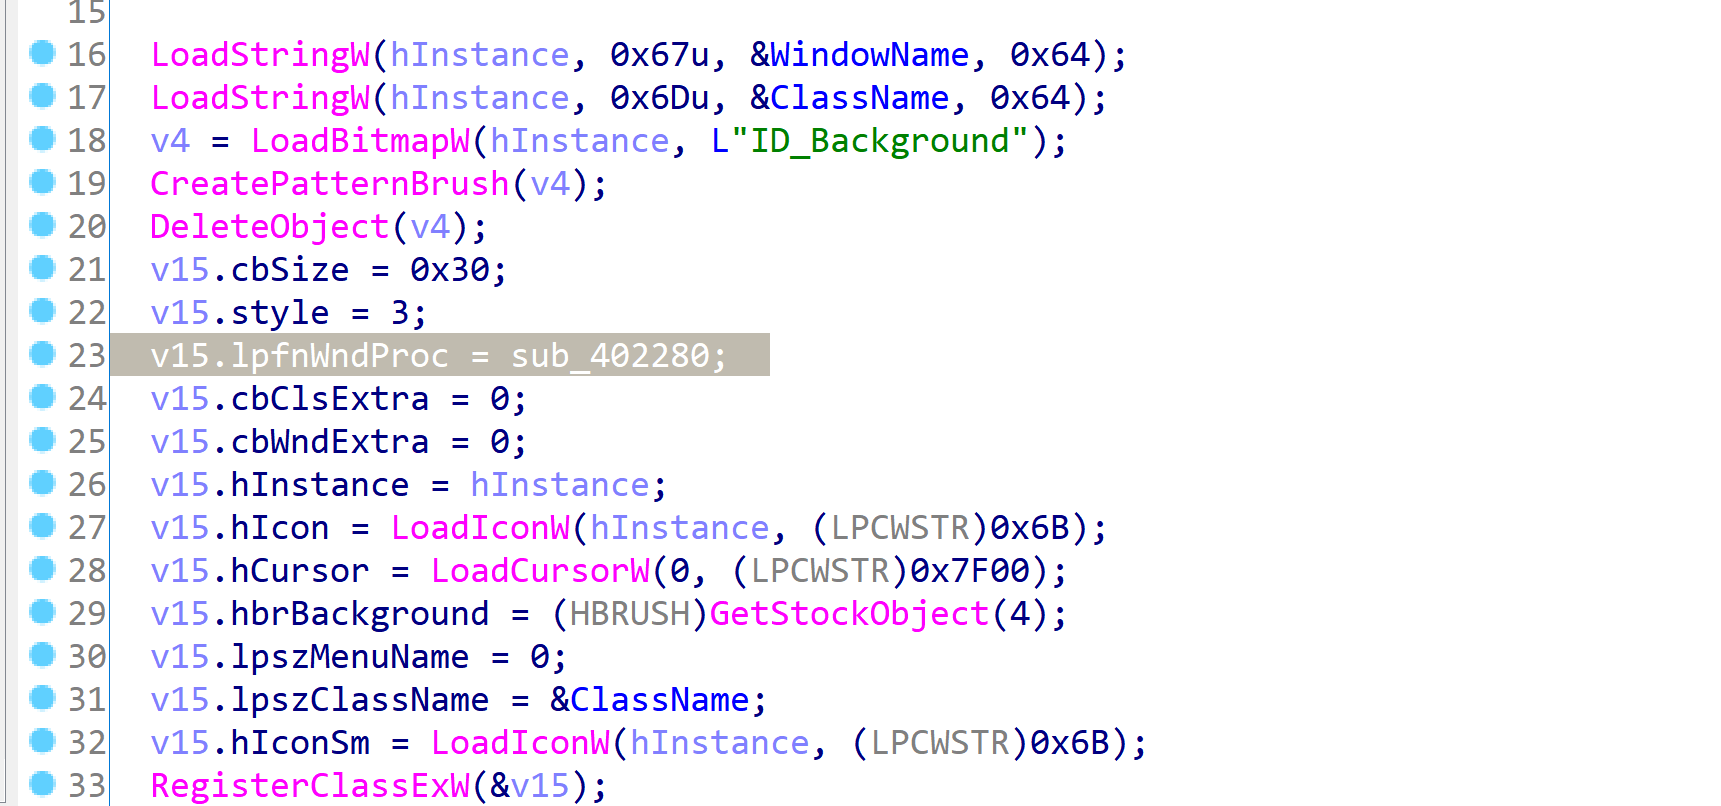 15
16 LoadStringW(hInstance, 0x67u, &WindowName, 0x64);
17 LoadStringW(hInstance, 0x6Du, &ClassName, 0x64);
18 v4 = LoadBitmapW(hInstance, L"ID_Background");
19 CreatePatternBrush(v4);
20 DeleteObject(v4);
21 v15.cbSize = 0x30;
22 v15.style = 3;
23 v15.lpfnWndProc = sub_402280;
24 v15.cbClsExtra = 0;
25 v15.cbWndExtra = 0;
26 v15.hInstance = hInstance;
27 v15.hIcon = LoadIconW(hInstance, (LPCWSTR)0x6B);
28 v15.hCursor = LoadCursorW(0, (LPCWSTR)0x7F00);
29 v15.hbrBackground = (HBRUSH)GetStockObject(4);
30 v15.lpszMenuName = 0;
31 v15.lpszClassName = &ClassName;
32 v15.hIconSm = LoadIconW(hInstance, (LPCWSTR)0x6B);
33 RegisterClassExW(&v15);